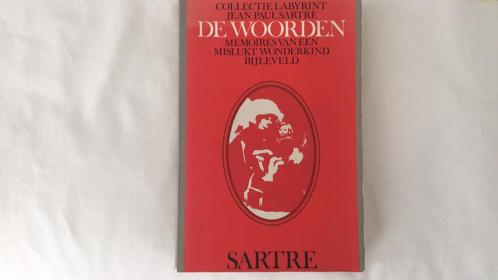 COLLECTIE LABYRINT
JEAN-PAUL SARTRE
DE WOORDEN
MEMOIRES VAN EEN
MISLUKT WONDERKIND
BIJLEVELD
SARTRE